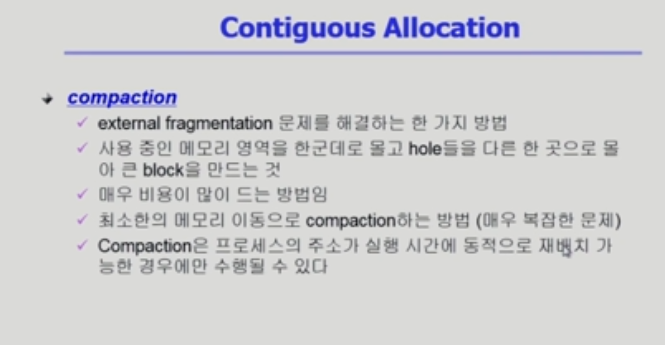 Contiguous Allocation
compaction
external fragmentation 문제를 해결하는 한 가지 방법
사용 중인 메모리 영역을 한군데로 몰고 hole들을 다른 한 곳으로 몰
아 큰 block을 만드는 것
매우 비용이 많이 드는 방법임
최소한의 메모리 이동으로 compaction하는 방법 (매우 복잡한 문제)
Compaction은 프로세스의 주소가 실행 시간에 동적으로 재배치 가
능한 경우에만 수행될 수 있다